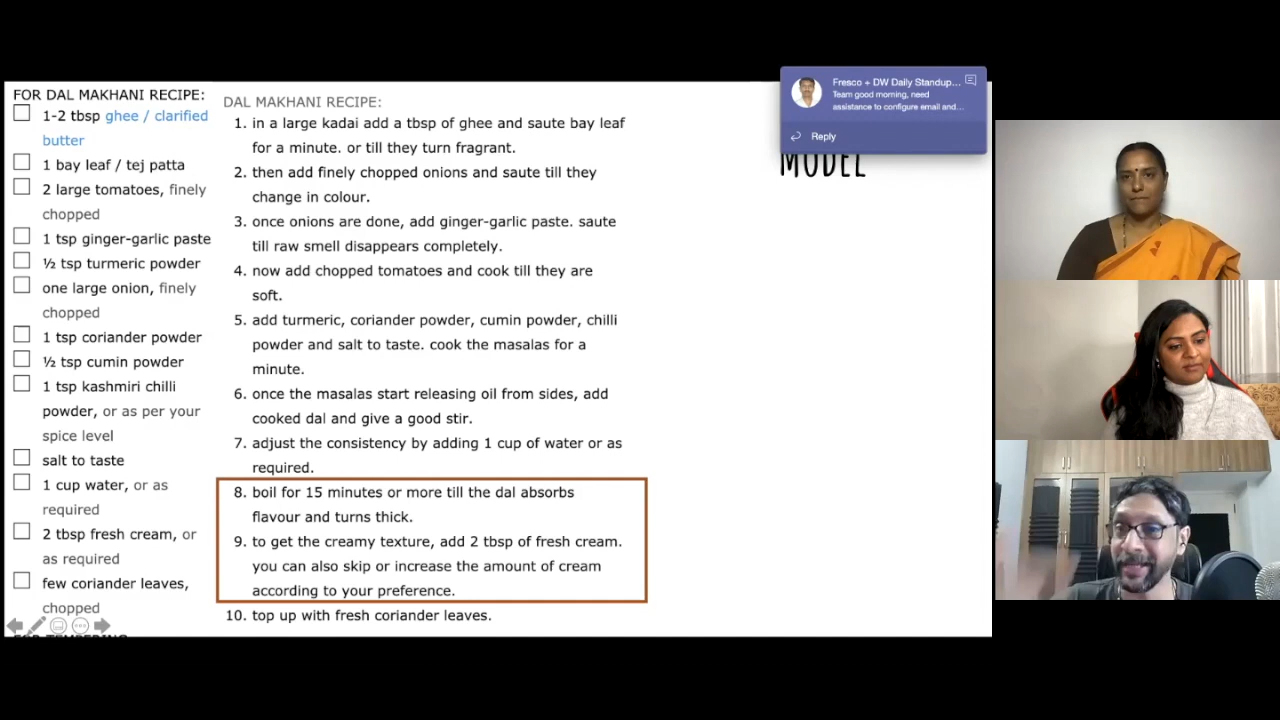 FOR DAL MAKHANI RECIPE:
1-2 tbsp ghee / clarified
butter
1 bay leaf / tej patta
2 large tomatoes, finely
chopped
1 tsp ginger-garlic paste
½ tsp turmeric powder
one large onion, finely
chopped
1 tsp coriander powder
½ tsp cumin powder
1 tsp kashmiri chilli
powder, or as per your
spice level
salt to taste
1 cup water, or as
required
2 tbsp fresh cream, or
as required
few coriander leaves,
chopped
DAL MAKHANI RECIPE:
1. in a large kadai add a tbsp of ghee and saute bay leaf
for a minute. or till they turn fragrant.
2. then add finely chopped onions and saute till they
change in colour.
3. once onions are done, add ginger-garlic paste. saute
till raw smell disappears completely.
4. now add chopped tomatoes and cook till they are
soft.
5. add turmeric, coriander powder, cumin powder, chilli
powder and salt to taste. cook the masalas for a
minute.
6. once the masalas start releasing oil from sides, add
cooked dal and give a good stir.
7. adjust the consistency by adding 1 cup of water or as
required.
8. boil for 15 minutes or more till the dal absorbs
flavour and turns thick.
9. to get the creamy texture, add 2 tbsp of fresh cream.
you can also skip or increase the amount of cream
according to your preference.
10. top up with fresh coriander leaves.
Fresco + DW Daily Standup...
Team good morning, need
assistance to configure email and...
Reply
MODEL